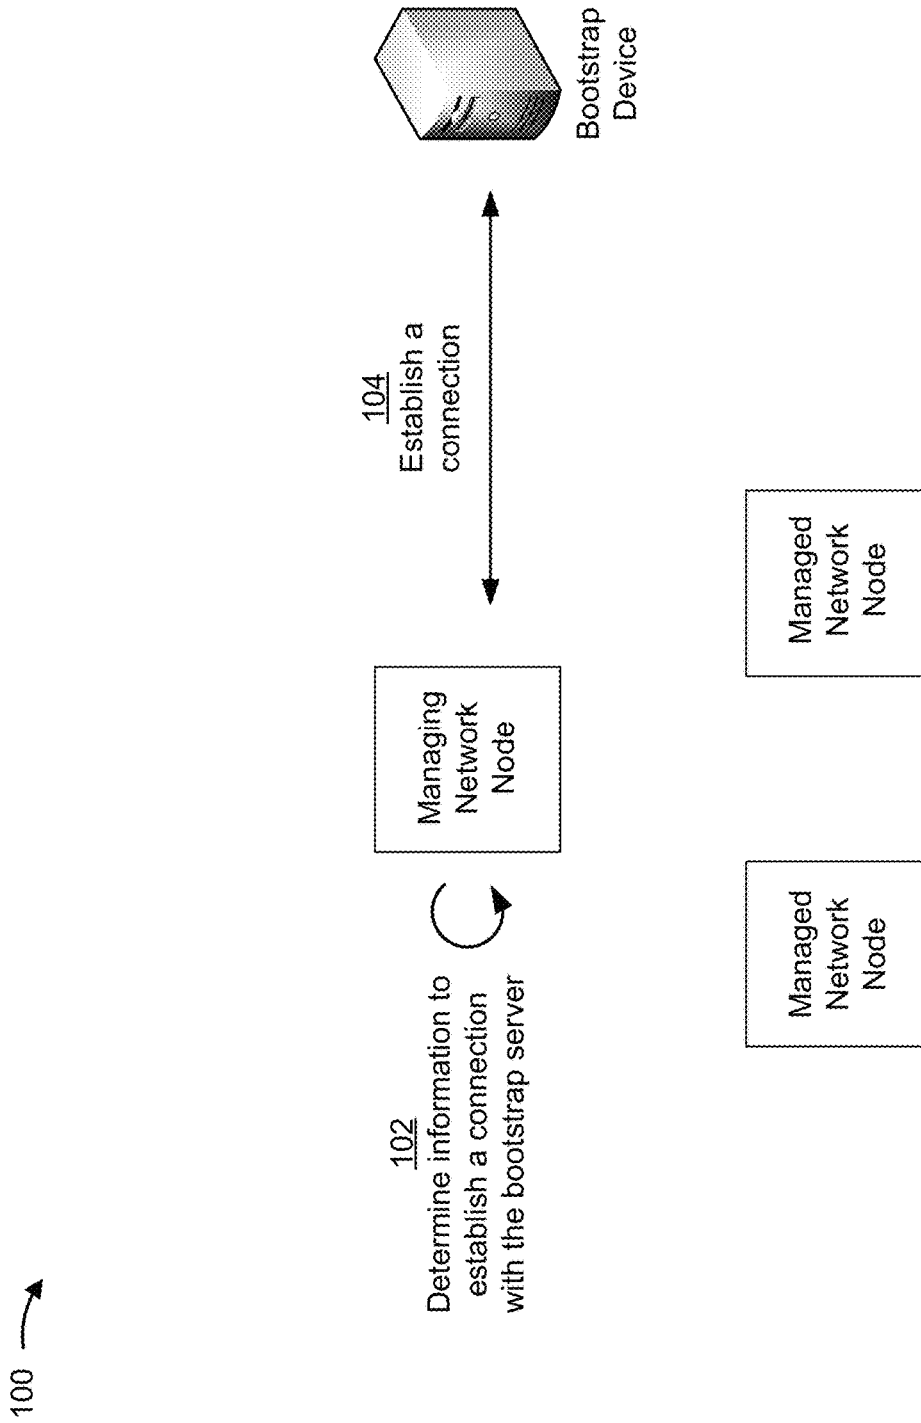 100
102
Determine information to
establish a connection
with the bootstrap server
Managing
Network
Node
104
Establish a
connection
Bootstrap
Device
Managed
Network
Node
Managed
Network
Node